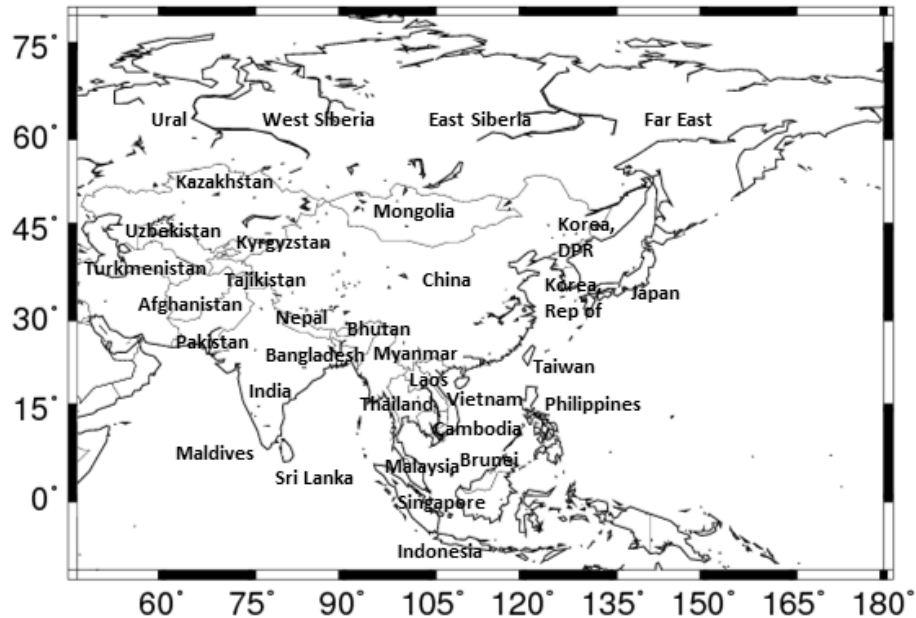 75°
60°
45°
30°
15°
0°
Ural
West Siberia
East Siberia
Far East
Kazakhstan
Mongolia
Uzbekistan
Korea,
DPR
Kyrgyzstan
Turkmenistan
Tajikistan
China
Korea,
Rep of
Japan
Afghanistan
Nepal
Bhutan
Pakistan
Bangladesh
Myanmar
Taiwan
Laos
India
Thailand
Vietnam
Philippines
Cambodia
Maldives
Brunei
Malaysia
Sri Lanka
Singapore
Indonesia
60° 75° 90° 105° 120° 135° 150° 165° 180°